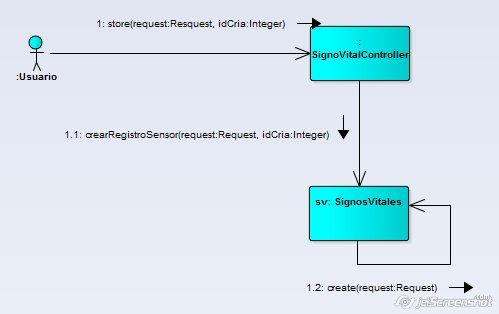 1: store(request:Resquest, idCria:Integer)
:
SignoVitalController
:Usuario
1.1: crearRegistroSensor(request:Request, idCria:Integer)
sv: SignosVitales
1.2: create(request:Request)
jetScreenshot